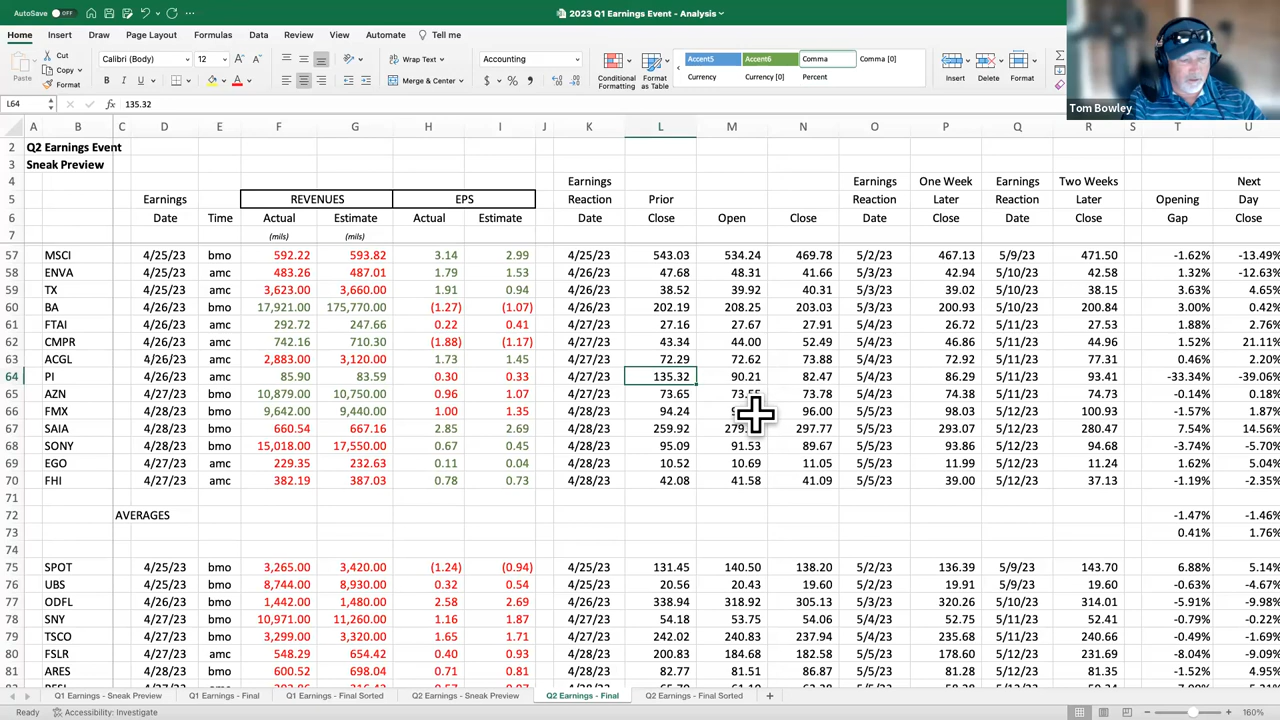 AutoSave OFF
2023 Q1 Earnings Event - Analysis
Home Insert Draw Page Layout Formulas Data Review View Automate Tell me
Paste Cut Copy Format
Calibri (Body) 12
B I U
Wrap Text
Merge & Center
Accounting
$ %
Conditional Formatting
Format as Table
Accent5 Accent6 Comma Comma [0]
Currency Currency [0] Percent
Insert Delete Format
Tom Bowley
L64 fx 135.32
A B C D E F G H I J K L M N O P Q R S T U
2 Q2 Earnings Event
3 Sneak Preview
4 Earnings Earnings One Week Earnings Two Weeks Next
5 Earnings REVENUES EPS Reaction Prior Reaction Later Reaction Later Opening Day
6 Date Time Actual Estimate Actual Estimate Date Close Open Close Date Close Date Close Gap Close
7 (mils) (mils)
57 MSCI 4/25/23 bmo 592.22 593.82 3.14 2.99 4/25/23 543.03 534.24 469.78 5/2/23 467.13 5/9/23 471.50 -1.62% -13.49%
58 ENVA 4/25/23 amc 483.26 487.01 1.79 1.53 4/26/23 47.68 48.31 41.66 5/3/23 42.94 5/10/23 42.58 1.32% -12.63%
59 TX 4/25/23 amc 3,623.00 3,660.00 1.91 0.94 4/26/23 38.52 39.92 40.31 5/3/23 39.02 5/10/23 38.15 3.63% 4.65%
60 BA 4/26/23 bmo 17,921.00 175,770.00 (1.27) (1.07) 4/26/23 202.19 208.25 203.03 5/3/23 200.93 5/10/23 200.84 3.00% 0.42%
61 FTAI 4/26/23 amc 292.72 247.66 0.22 0.41 4/27/23 27.16 27.67 27.91 5/4/23 26.72 5/11/23 27.53 1.88% 2.76%
62 CMPR 4/26/23 amc 742.16 710.30 (1.88) (1.17) 4/27/23 43.34 44.00 52.49 5/4/23 46.86 5/11/23 44.96 1.52% 21.11%
63 ACGL 4/26/23 amc 2,883.00 3,120.00 1.73 1.45 4/27/23 72.29 72.62 73.88 5/4/23 72.92 5/11/23 77.31 0.46% 2.20%
64 PI 4/26/23 amc 85.90 83.59 0.30 0.33 4/27/23 135.32 90.21 82.47 5/4/23 86.29 5/11/23 93.41 -33.34% -39.06%
65 AZN 4/27/23 bmo 10,879.00 10,750.00 0.96 1.07 4/27/23 73.65 73.78 5/4/23 74.38 5/11/23 74.73 -0.14% 0.18%
66 FMX 4/28/23 bmo 9,642.00 9,440.00 1.00 1.35 4/28/23 94.24 96.00 5/5/23 98.03 5/12/23 100.93 -1.57% 1.87%
67 SAIA 4/28/23 bmo 660.54 667.16 2.85 2.69 4/28/23 259.92 297.77 5/5/23 293.07 5/12/23 280.47 7.54% 14.56%
68 SONY 4/28/23 bmo 15,018.00 17,550.00 0.67 0.45 4/28/23 95.09 91.53 89.67 5/5/23 93.86 5/12/23 94.68 -3.74% -5.70%
69 EGO 4/27/23 amc 229.35 232.63 0.11 0.04 4/28/23 10.52 10.69 11.05 5/5/23 11.99 5/12/23 11.24 1.62% 5.04%
70 FHI 4/27/23 amc 382.19 387.03 0.78 0.73 4/28/23 42.08 41.58 41.09 5/5/23 39.00 5/12/23 37.13 -1.19% -2.35%
71
72 AVERAGES -1.47% -1.46%
73 0.41% 1.76%
74
75 SPOT 4/25/23 bmo 3,265.00 3,420.00 (1.24) (0.94) 4/25/23 131.45 140.50 138.20 5/2/23 136.39 5/9/23 143.70 6.88% 5.14%
76 UBS 4/25/23 bmo 8,744.00 8,930.00 0.32 0.54 4/25/23 20.56 20.43 19.60 5/2/23 19.91 5/9/23 19.60 -0.63% -4.67%
77 ODFL 4/26/23 bmo 1,442.00 1,480.00 2.58 2.69 4/26/23 338.94 318.92 305.13 5/3/23 320.26 5/10/23 314.01 -5.91% -9.98%
78 SNY 4/27/23 bmo 10,971.00 11,260.00 1.16 1.87 4/27/23 54.18 53.75 54.06 5/4/23 52.75 5/11/23 52.41 -0.79% -0.22%
79 TSCO 4/27/23 bmo 3,299.00 3,320.00 1.65 1.71 4/27/23 242.02 240.83 237.94 5/4/23 235.68 5/11/23 240.66 -0.49% -1.69%
80 FSLR 4/27/23 amc 548.29 654.42 0.40 0.93 4/28/23 200.83 184.68 182.58 5/5/23 178.60 5/12/23 231.69 -8.04% -9.09%
81 ARES 4/28/23 bmo 600.52 698.04 0.71 0.81 4/28/23 82.77 81.51 86.87 5/5/23 81.28 5/12/23 81.35 -1.52% 4.95%
Q1 Earnings - Sneak Preview Q1 Earnings - Final Q1 Earnings - Final Sorted Q2 Earnings - Sneak Preview Q2 Earnings - Final Q2 Earnings - Final Sorted +
Ready Accessibility: Investigate 160%